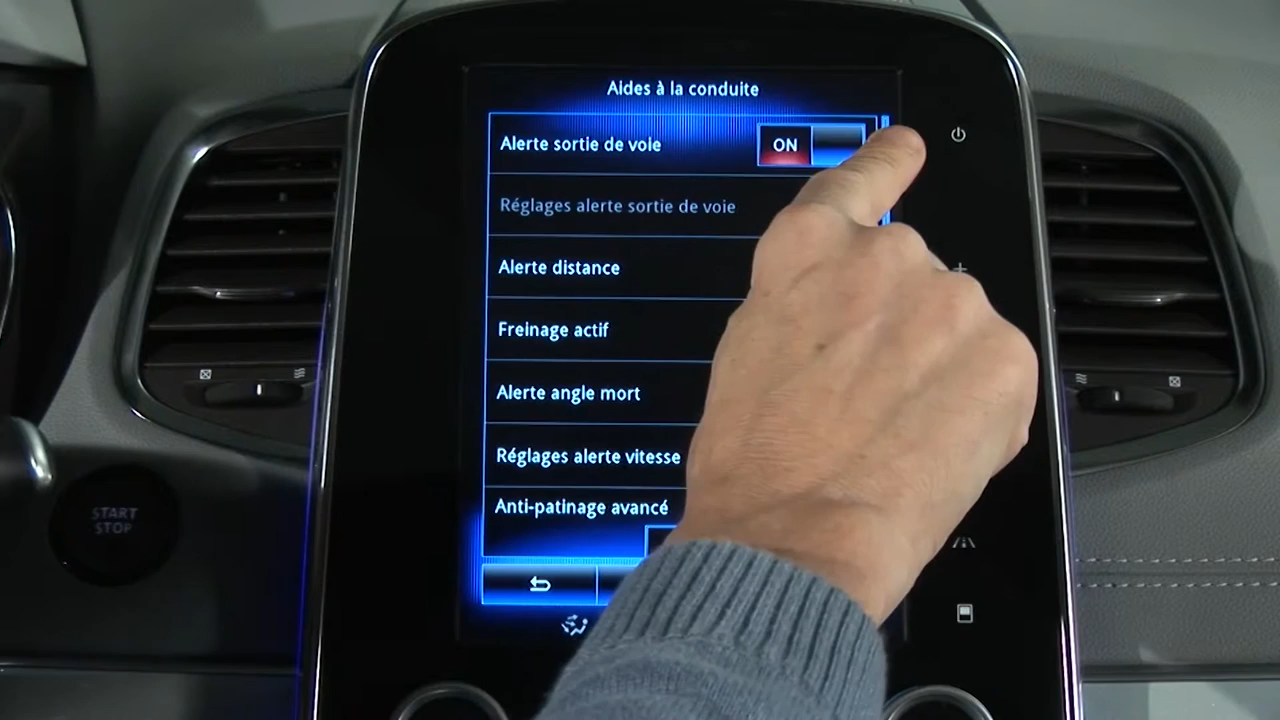 Aides à la conduite
Alerte sortie de voie
ON
Réglages alerte sortie de voie
Alerte distance
Freinage actif
Alerte angle mort
Réglages alerte vitesse
Anti-patinage avancé
START
STOP
+